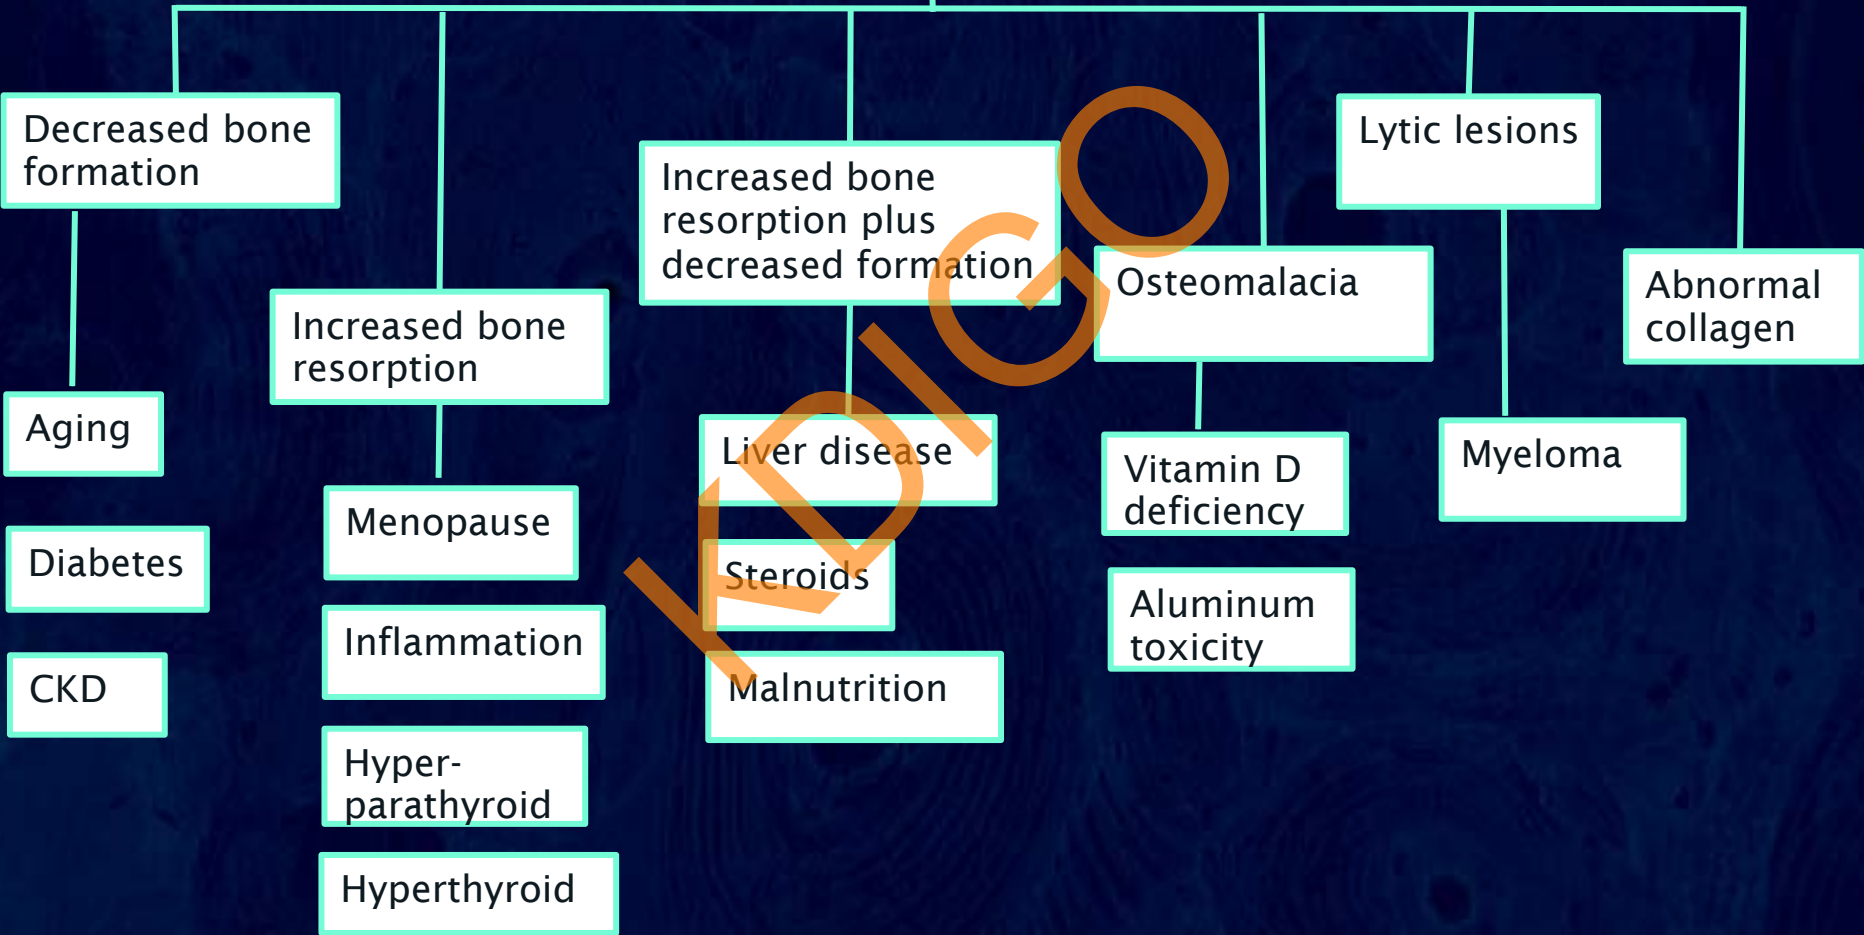 Decreased bone
formation
Aging
Diabetes
CKD
Increased bone
resorption
Menopause
Inflammation
Hyper-
parathyroid
Hyperthyroid
Increased bone
resorption plus
decreased formation
Liver disease
Steroids
Malnutrition
Osteomalacia
Vitamin D
deficiency
Aluminum
toxicity
Lytic lesions
Myeloma
Abnormal
collagen
KDIGO